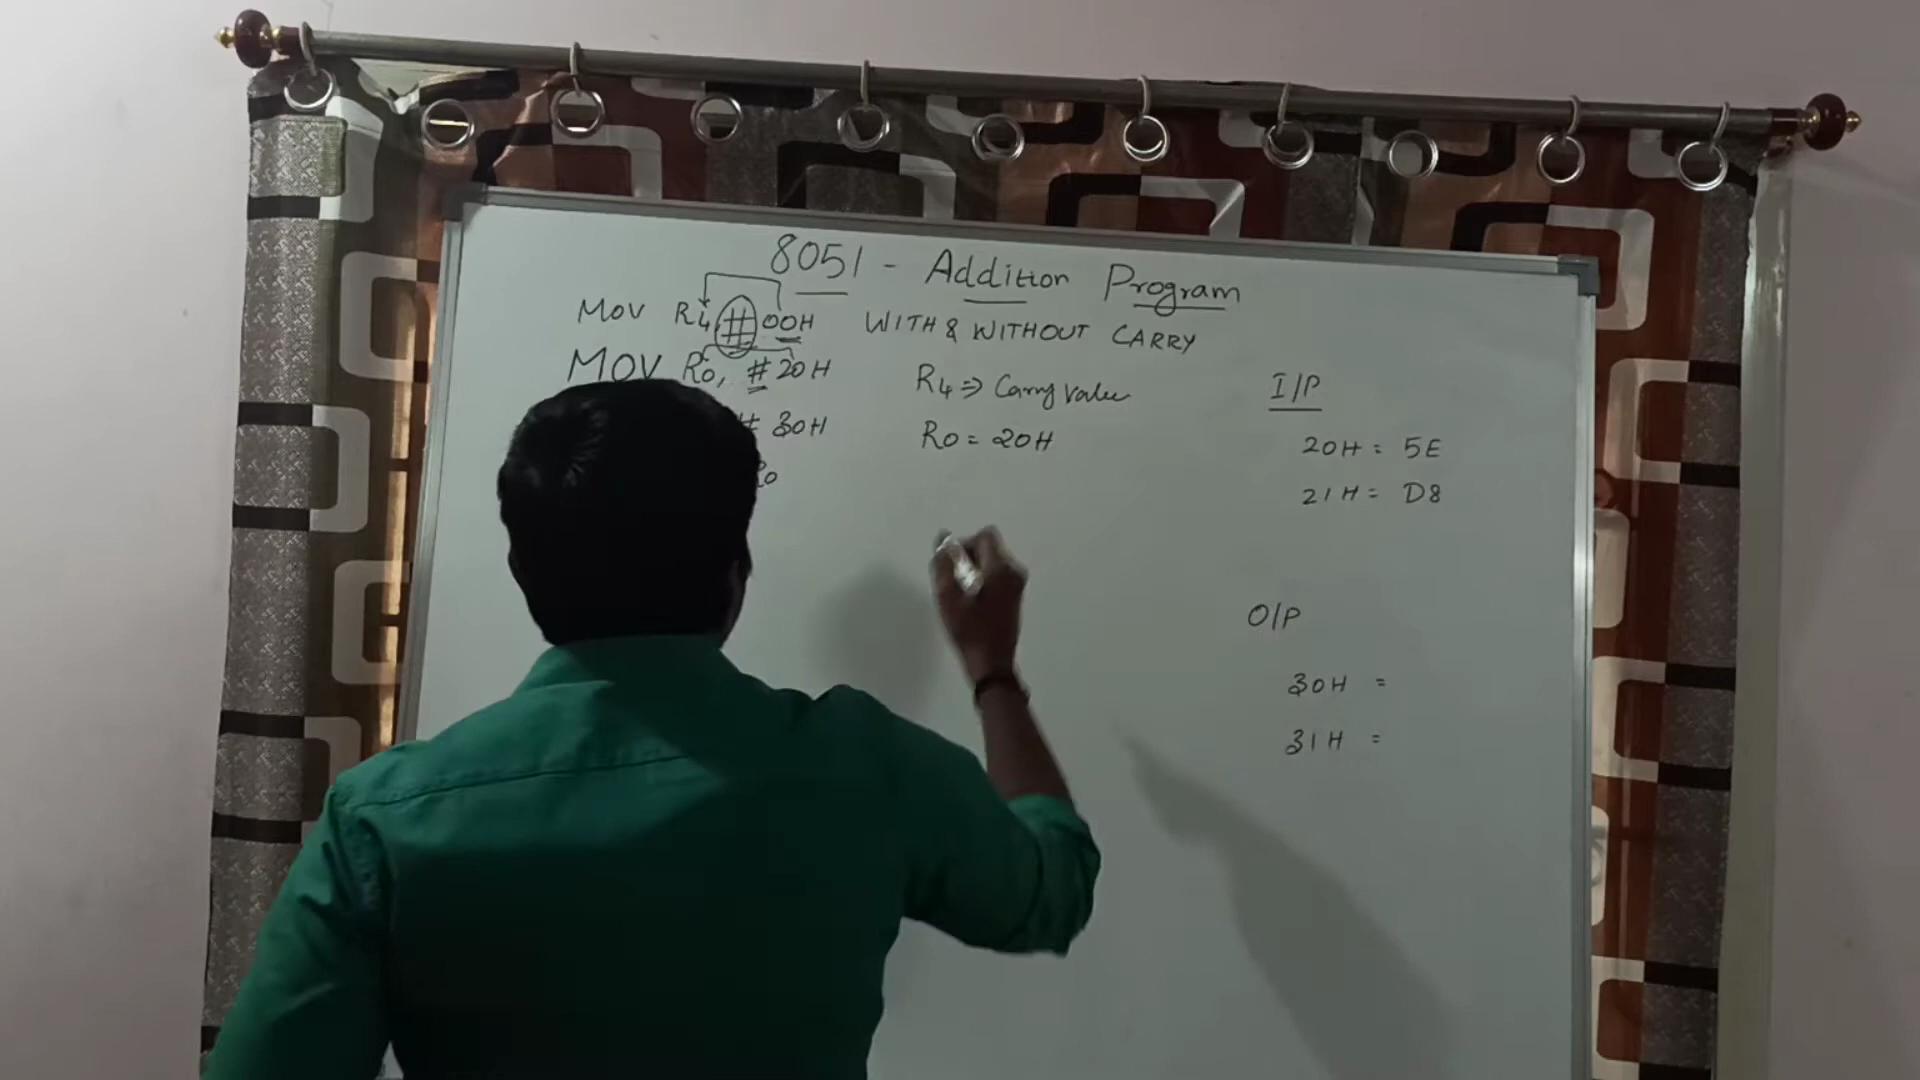 8051 - Addition Program
MOV R4, #00H
WITH & WITHOUT CARRY
MOV R0, #20H
# 30H
R0
R4 ⇒ Carry value
R0 = 20H
I/P
20H = 5E
21H = D8
O/P
30H =
31H =